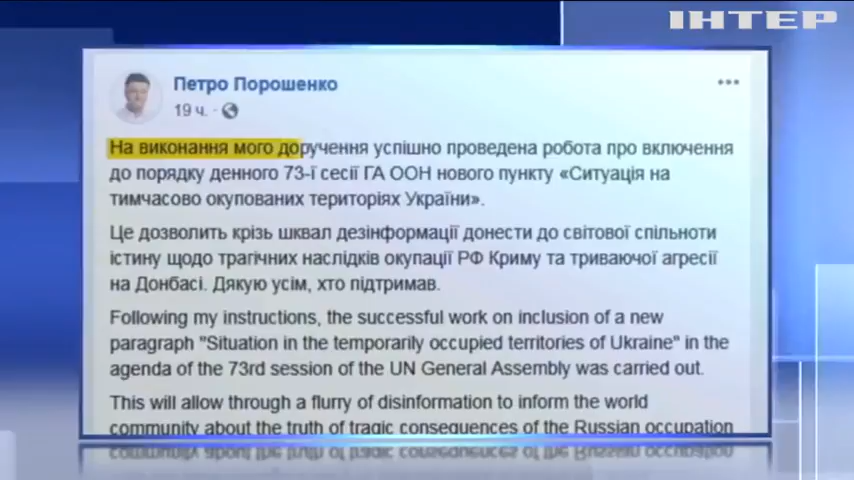 ІНТЕР
Петро Порошенко
19 ч. ·
На виконання мого доручення успішно проведена робота про включення
до порядку денного 73-ї сесії ГА ООН нового пункту «Ситуація на
тимчасово окупованих територіях України».
Це дозволить крізь шквал дезінформації донести до світової спільноти
істину щодо трагічних наслідків окупації РФ Криму та триваючої агресії
на Донбасі. Дякую усім, хто підтримав.
Following my instructions, the successful work on inclusion of a new
paragraph "Situation in the temporarily occupied territories of Ukraine" in the
agenda of the 73rd session of the UN General Assembly was carried out.
This will allow through a flurry of disinformation to inform the world
community about the truth of tragic consequences of the Russian occupation